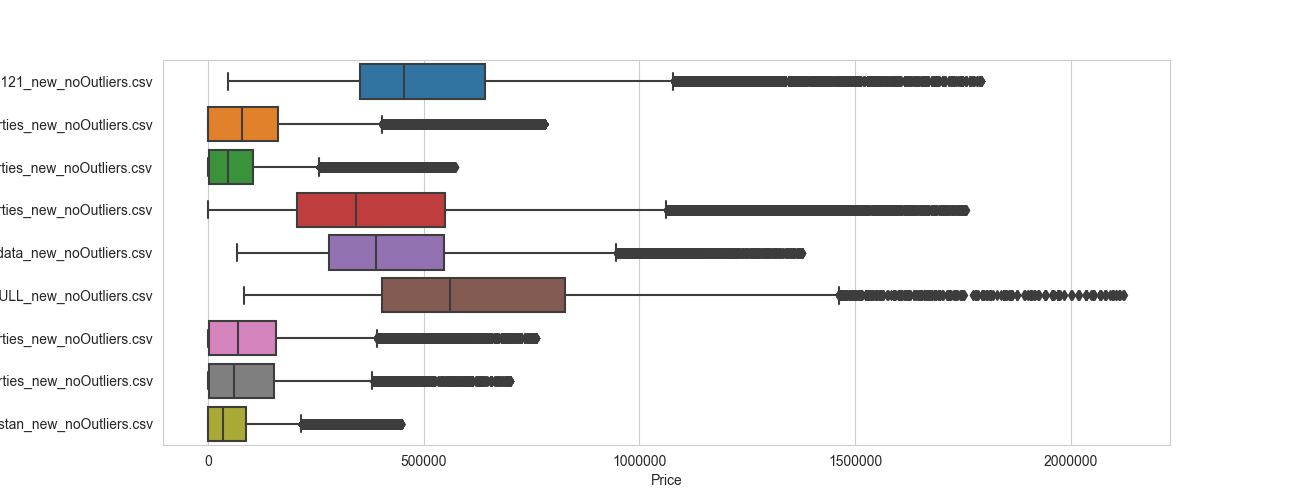 121_new_noOutliers.csv
rties_new_noOutliers.csv
rties_new_noOutliers.csv
rties_new_noOutliers.csv
data_new_noOutliers.csv
ULL_new_noOutliers.csv
rties_new_noOutliers.csv
rties_new_noOutliers.csv
stan_new_noOutliers.csv
0 500000 1000000 1500000 2000000
Price